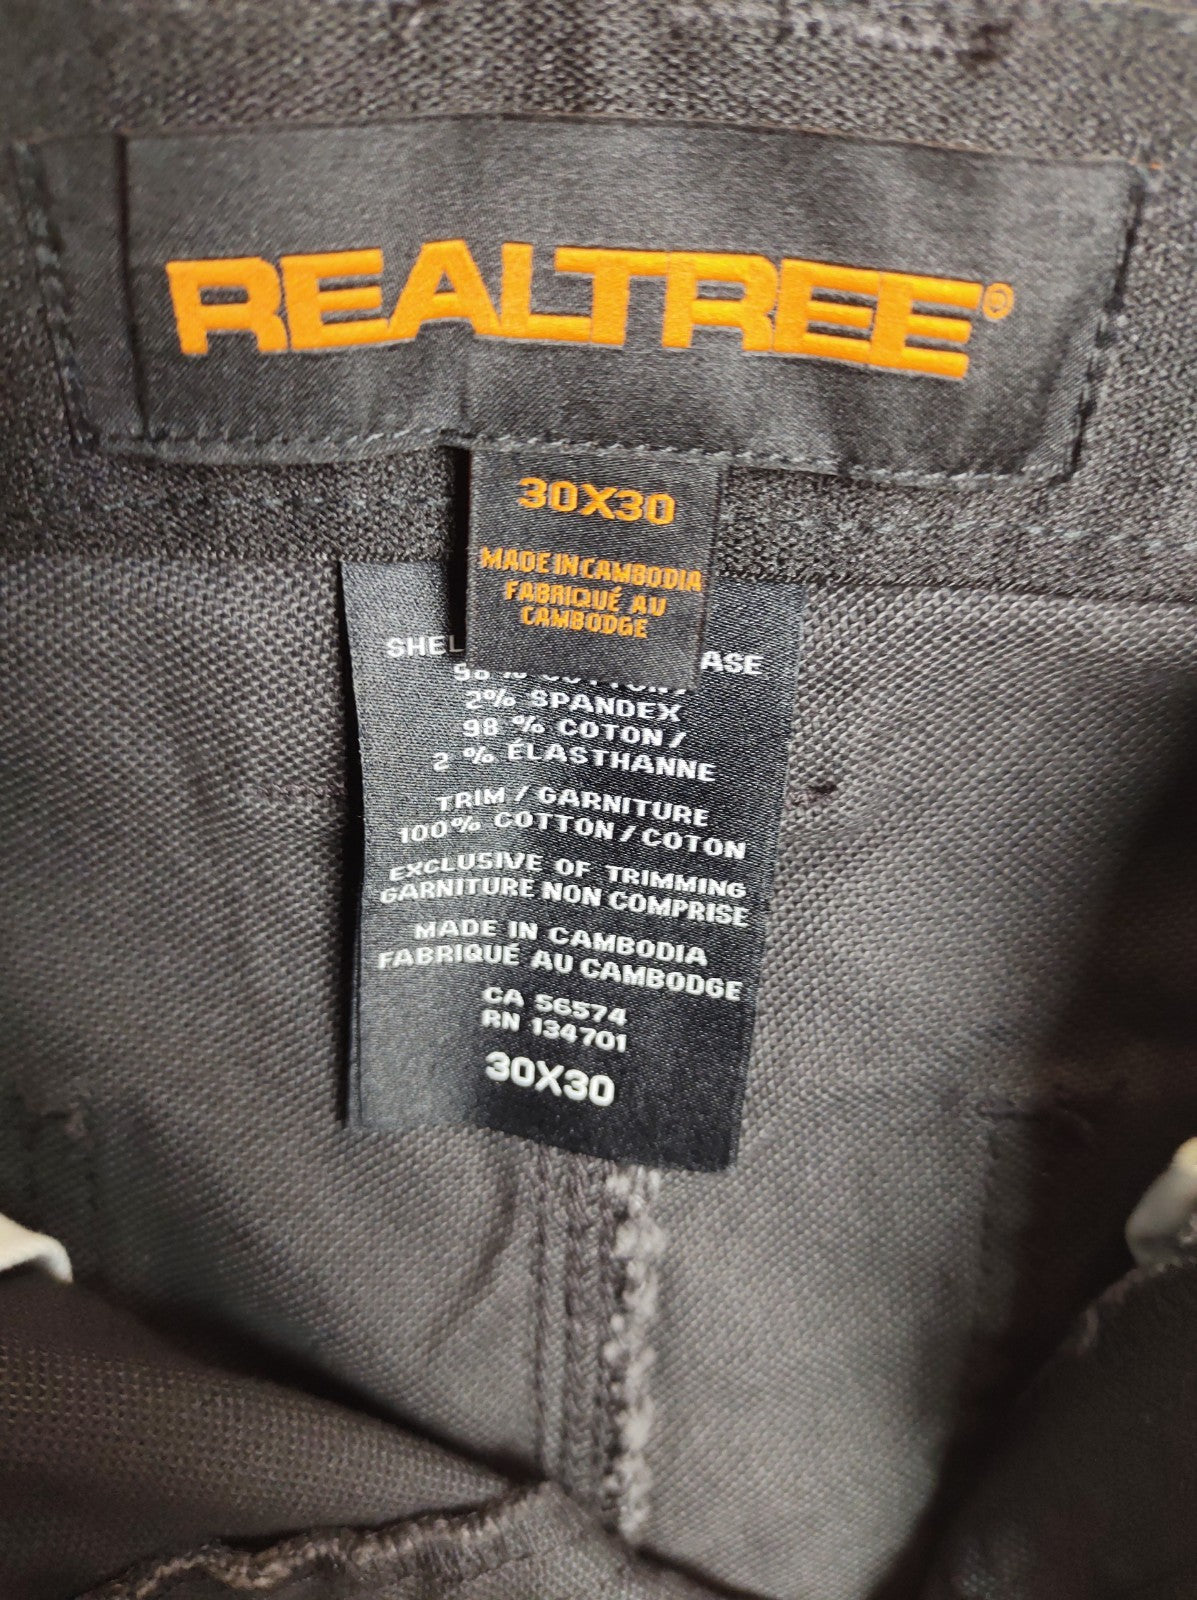 REALTREE®
30X30
MADE IN CAMBODIA
FABRIQUÉ AU
CAMBODGE
2% SPANDEX
98 % COTON /
2 % ÉLASTHANNE
TRIM / GARNITURE
100% COTTON / COTON
EXCLUSIVE OF TRIMMING
GARNITURE NON COMPRISE
MADE IN CAMBODIA
FABRIQUÉ AU CAMBODGE
CA 56574
RN 134701
30X30